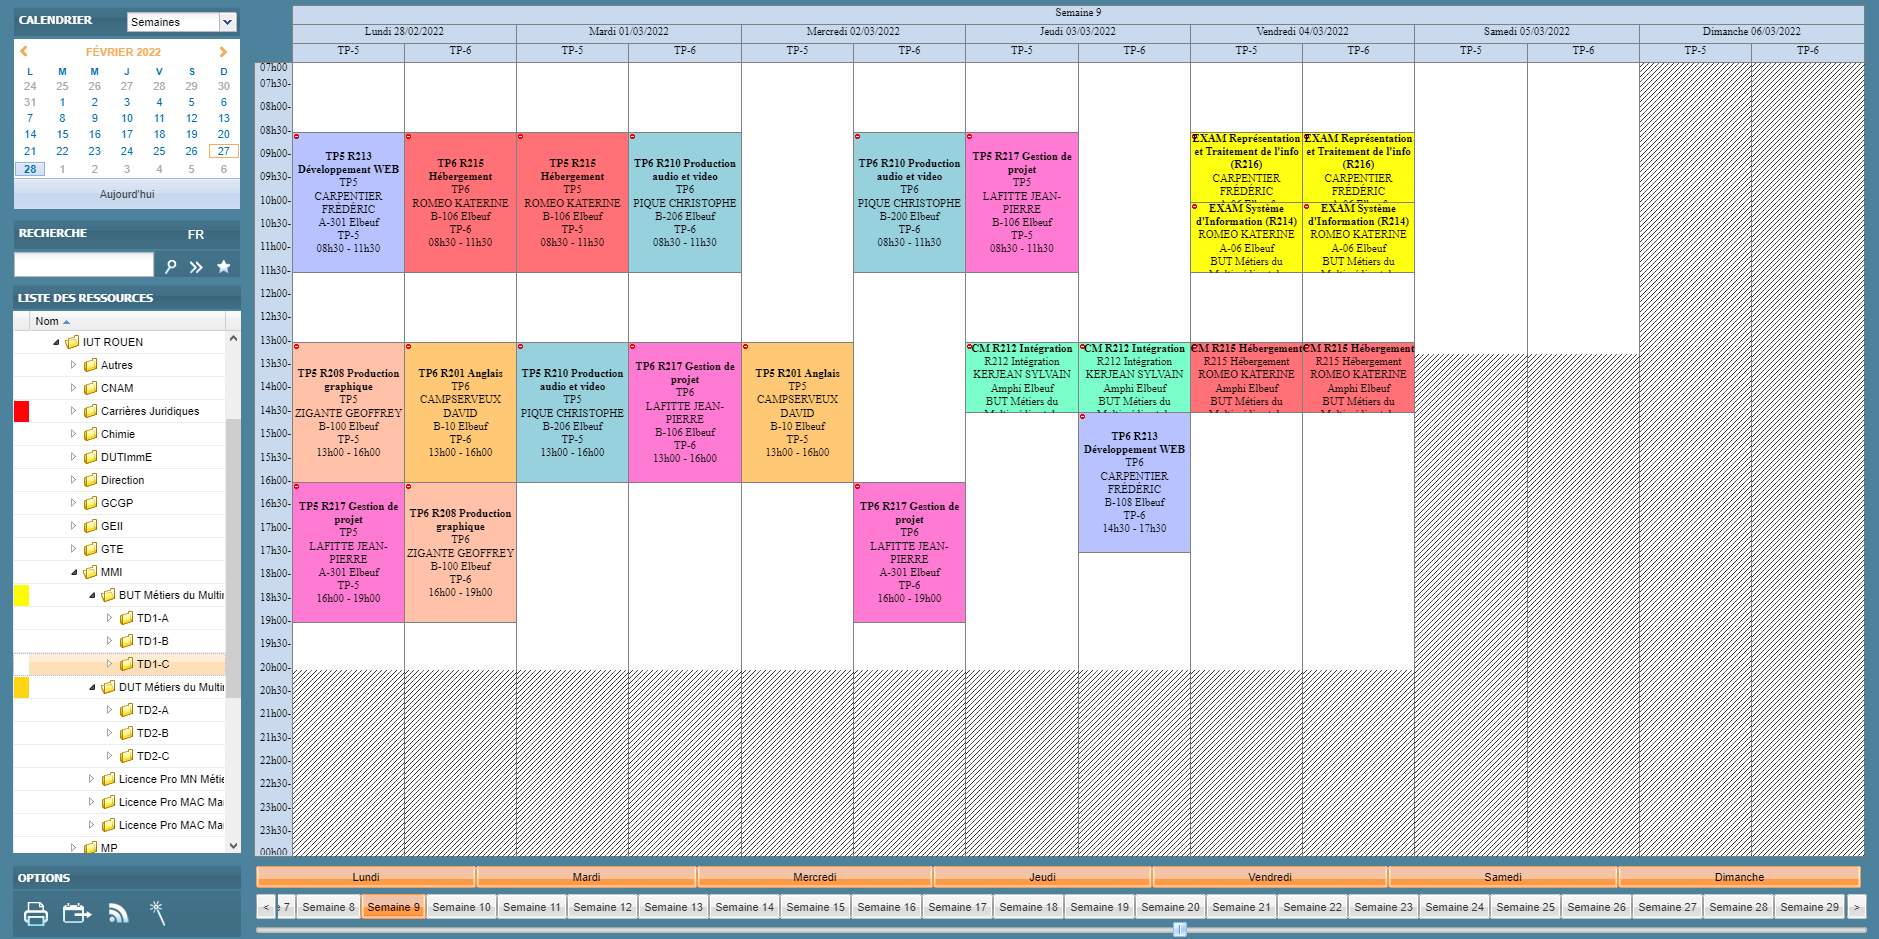 CALENDRIER
Semaines
FÉVRIER 2022
L M M J V S D
24 25 26 27 28 29 30
31 1 2 3 4 5 6
7 8 9 10 11 12 13
14 15 16 17 18 19 20
21 22 23 24 25 26 27
28 1 2 3 4 5 6
Aujourd'hui
RECHERCHE FR
LISTE DES RESSOURCES
Nom
IUT ROUEN
Autres
CNAM
Carrières Juridiques
Chimie
DUTImmE
Direction
GCGP
GEII
GTE
MMI
BUT Métiers du Multi
TD1-A
TD1-B
TD1-C
DUT Métiers du Multi
TD2-A
TD2-B
TD2-C
Licence Pro MN Métie
Licence Pro MAC Ma
Licence Pro MAC Ma
MP
OPTIONS
Semaine 9
Lundi 28/02/2022 Mardi 01/03/2022 Mercredi 02/03/2022 Jeudi 03/03/2022 Vendredi 04/03/2022 Samedi 05/03/2022 Dimanche 06/03/2022
TP-5 TP-6 TP-5 TP-6 TP-5 TP-6 TP-5 TP-6 TP-5 TP-6 TP-5 TP-6 TP-5 TP-6
07h00
07h30-
08h00-
08h30-
09h00-
09h30-
10h00-
10h30-
11h00-
11h30-
12h00-
12h30-
13h00-
13h30-
14h00-
14h30-
15h00-
15h30-
16h00-
16h30-
17h00-
17h30-
18h00-
18h30-
19h00-
19h30-
20h00-
20h30-
21h00-
21h30-
22h00-
22h30-
23h00-
23h30-
00h00
TP5 R213
Développement WEB
TP5
CARPENTIER
FRÉDÉRIC
A-301 Elbeuf
TP-5
08h30 - 11h30
TP6 R215
Hébergement
TP6
ROMEO KATERINE
B-106 Elbeuf
TP-6
08h30 - 11h30
TP5 R215
Hébergement
TP5
ROMEO KATERINE
B-106 Elbeuf
TP-5
08h30 - 11h30
TP6 R210 Production
audio et video
TP6
PIQUE CHRISTOPHE
B-206 Elbeuf
TP-6
08h30 - 11h30
TP6 R210 Production
audio et video
TP6
PIQUE CHRISTOPHE
B-200 Elbeuf
TP-6
08h30 - 11h30
TP5 R217 Gestion de
projet
TP5
LAFITTE JEAN-
PIERRE
B-106 Elbeuf
TP-5
08h30 - 11h30
EXAM Représentation
et Traitement de l'info
(R216)
CARPENTIER
FRÉDÉRIC
A-06 Elbeuf
EXAM Représentation
et Traitement de l'info
(R216)
CARPENTIER
FRÉDÉRIC
A-06 Elbeuf
EXAM Système
d'Information (R214)
ROMEO KATERINE
A-06 Elbeuf
BUT Métiers du
EXAM Système
d'Information (R214)
ROMEO KATERINE
A-06 Elbeuf
BUT Métiers du
TP5 R208 Production
graphique
TP5
ZIGANTE GEOFFREY
B-100 Elbeuf
TP-5
13h00 - 16h00
TP6 R201 Anglais
TP6
CAMPSERVEUX
DAVID
B-10 Elbeuf
TP-6
13h00 - 16h00
TP5 R210 Production
audio et video
TP5
PIQUE CHRISTOPHE
B-206 Elbeuf
TP-5
13h00 - 16h00
TP6 R217 Gestion de
projet
TP6
LAFITTE JEAN-
PIERRE
B-106 Elbeuf
TP-6
13h00 - 16h00
TP5 R201 Anglais
TP5
CAMPSERVEUX
DAVID
B-10 Elbeuf
TP-5
13h00 - 16h00
CM R212 Intégration
R212 Intégration
KERJEAN SYLVAIN
Amphi Elbeuf
BUT Métiers du
CM R212 Intégration
R212 Intégration
KERJEAN SYLVAIN
Amphi Elbeuf
BUT Métiers du
CM R215 Hébergement
R215 Hébergement
ROMEO KATERINE
Amphi Elbeuf
BUT Métiers du
CM R215 Hébergement
R215 Hébergement
ROMEO KATERINE
Amphi Elbeuf
BUT Métiers du
TP6 R213
Développement WEB
TP6
CARPENTIER
FRÉDÉRIC
B-108 Elbeuf
TP-6
14h30 - 17h30
TP5 R217 Gestion de
projet
TP5
LAFITTE JEAN-
PIERRE
A-301 Elbeuf
TP-5
16h00 - 19h00
TP6 R208 Production
graphique
TP6
ZIGANTE GEOFFREY
B-100 Elbeuf
TP-6
16h00 - 19h00
TP6 R217 Gestion de
projet
TP6
LAFITTE JEAN-
PIERRE
A-301 Elbeuf
TP-6
16h00 - 19h00
Lundi Mardi Mercredi Jeudi Vendredi Samedi Dimanche
< 7 Semaine 8 Semaine 9 Semaine 10 Semaine 11 Semaine 12 Semaine 13 Semaine 14 Semaine 15 Semaine 16 Semaine 17 Semaine 18 Semaine 19 Semaine 20 Semaine 21 Semaine 22 Semaine 23 Semaine 24 Semaine 25 Semaine 26 Semaine 27 Semaine 28 Semaine 29 >